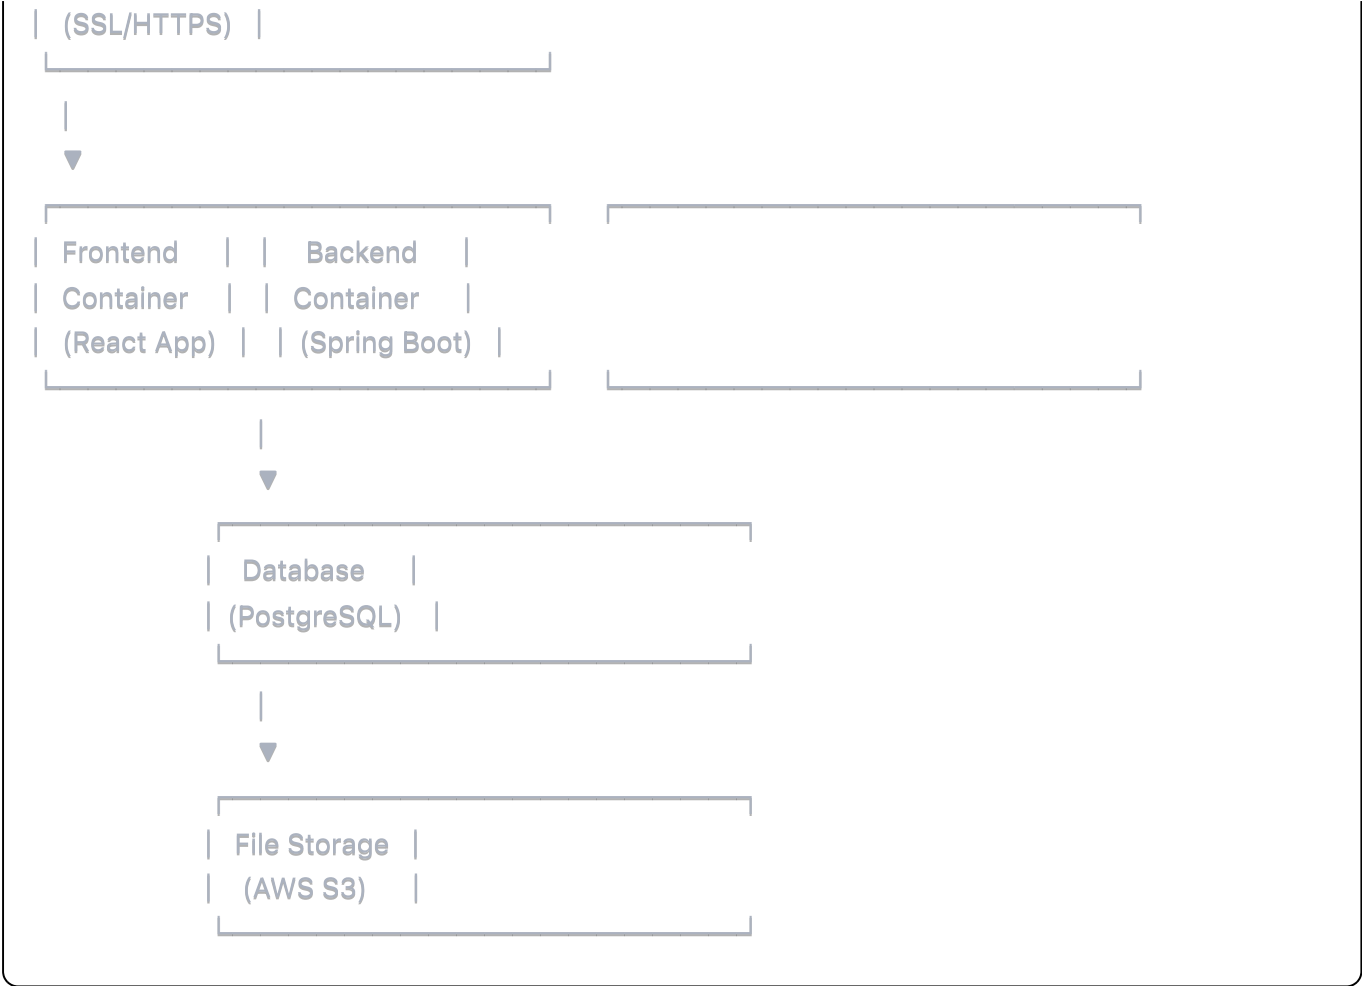 | (SSL/HTTPS) |
└──────────────────┘
|
▼
┌──────────────────┐ ┌───────────────────┐
| Frontend | | Backend |
| Container | | Container |
| (React App) | | (Spring Boot) |
└──────────────────┘ └───────────────────┘
|
▼
┌───────────────────┐
| Database |
| (PostgreSQL) |
└───────────────────┘
|
▼
┌───────────────────┐
| File Storage |
| (AWS S3) |
└───────────────────┘